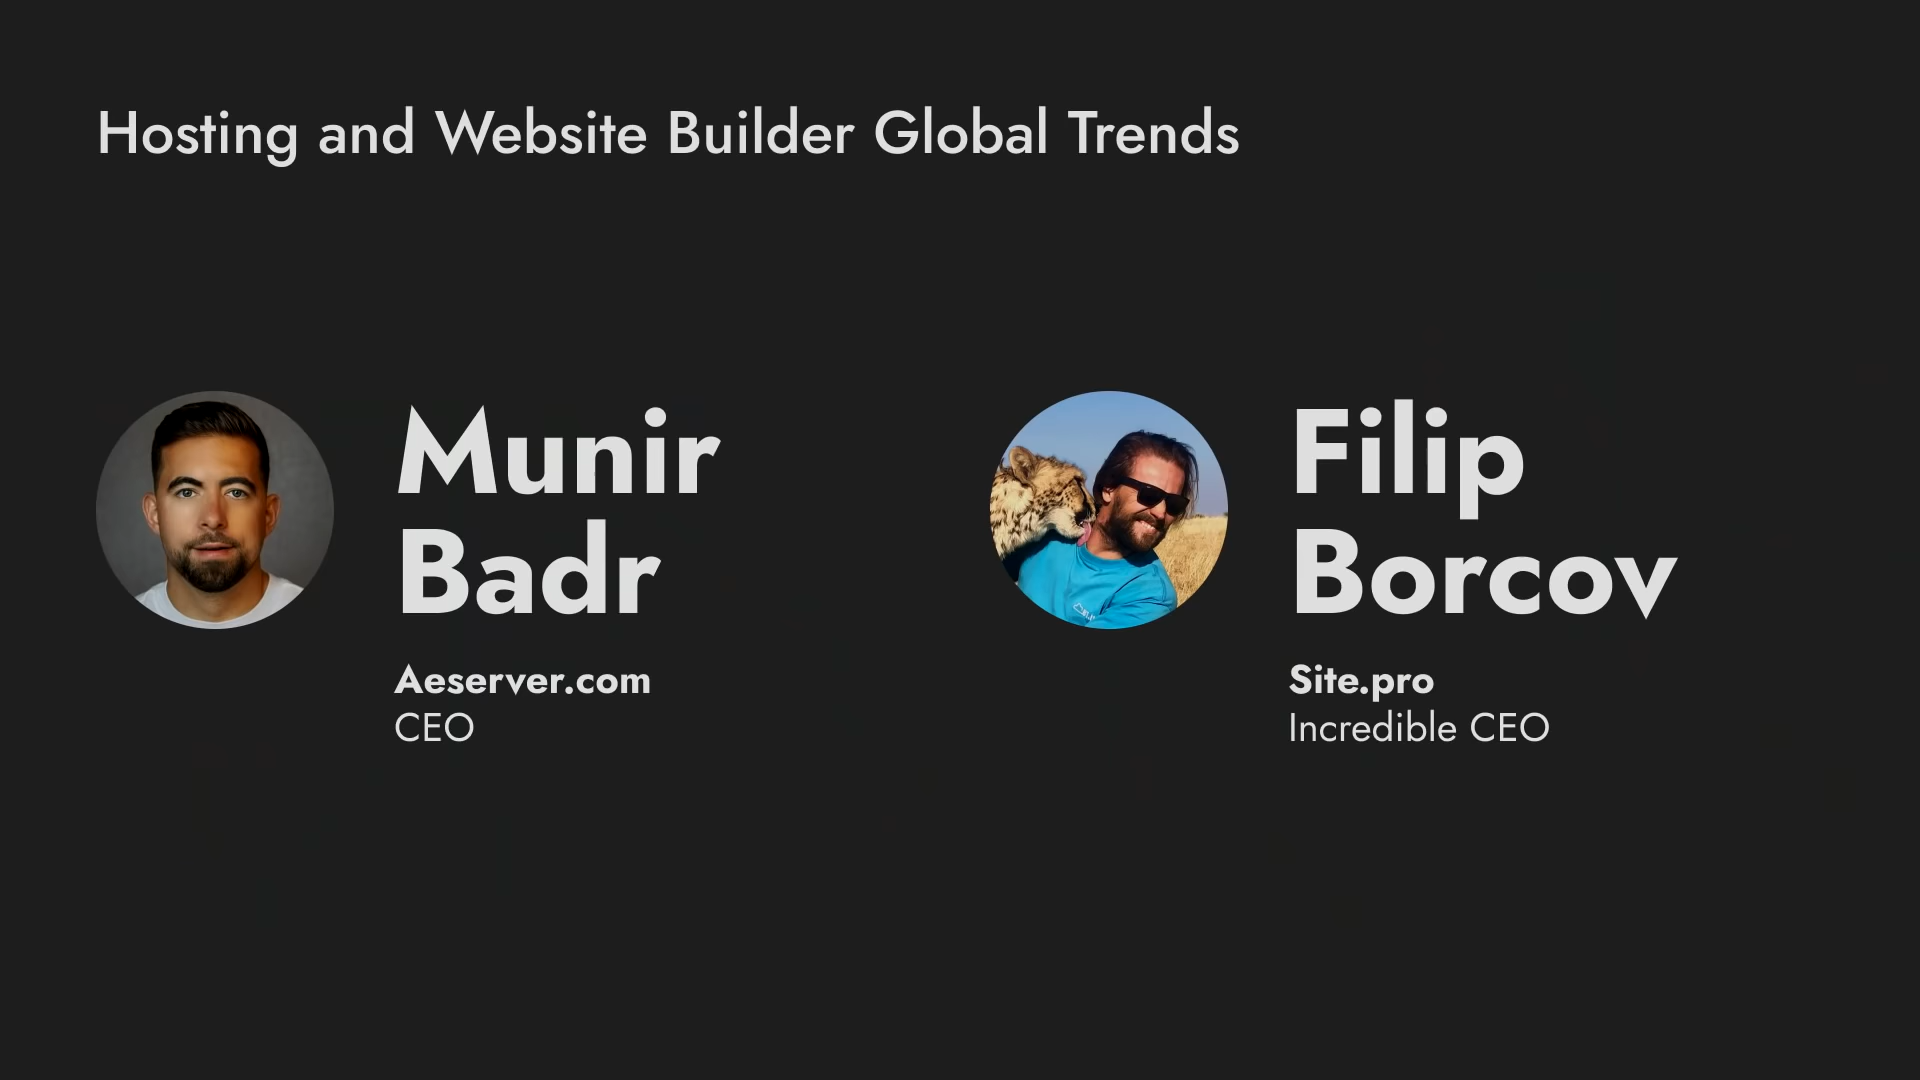 Hosting and Website Builder Global Trends
Munir
Badr
Aeserver.com
CEO
Filip
Borcov
Site.pro
Incredible CEO